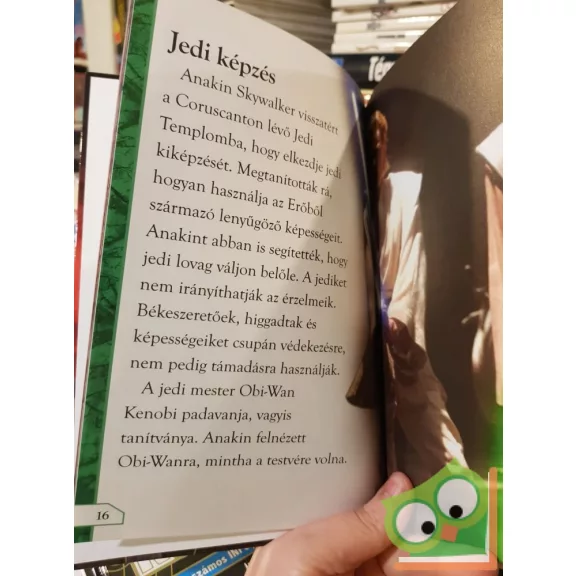 Jedi képzés
Anakin Skywalker visszatért
a Coruscanton lévő Jedi
Templomba, hogy elkezdje jedi
kiképzését. Megtanították rá,
hogyan használja az Erőből
származó lenyűgöző képességeit.
Anakint abban is segítették, hogy
jedi lovag váljon belőle. A jediket
nem irányíthatják az érzelmeik.
Békeszeretőek, higgadtak és
képességeiket csupán védekezésre,
nem pedig támadásra használják.
A jedi mester Obi-Wan
Kenobi padavanja, vagyis
tanítványa. Anakin felnézett
Obi-Wanra, mintha a testvére volna.
16